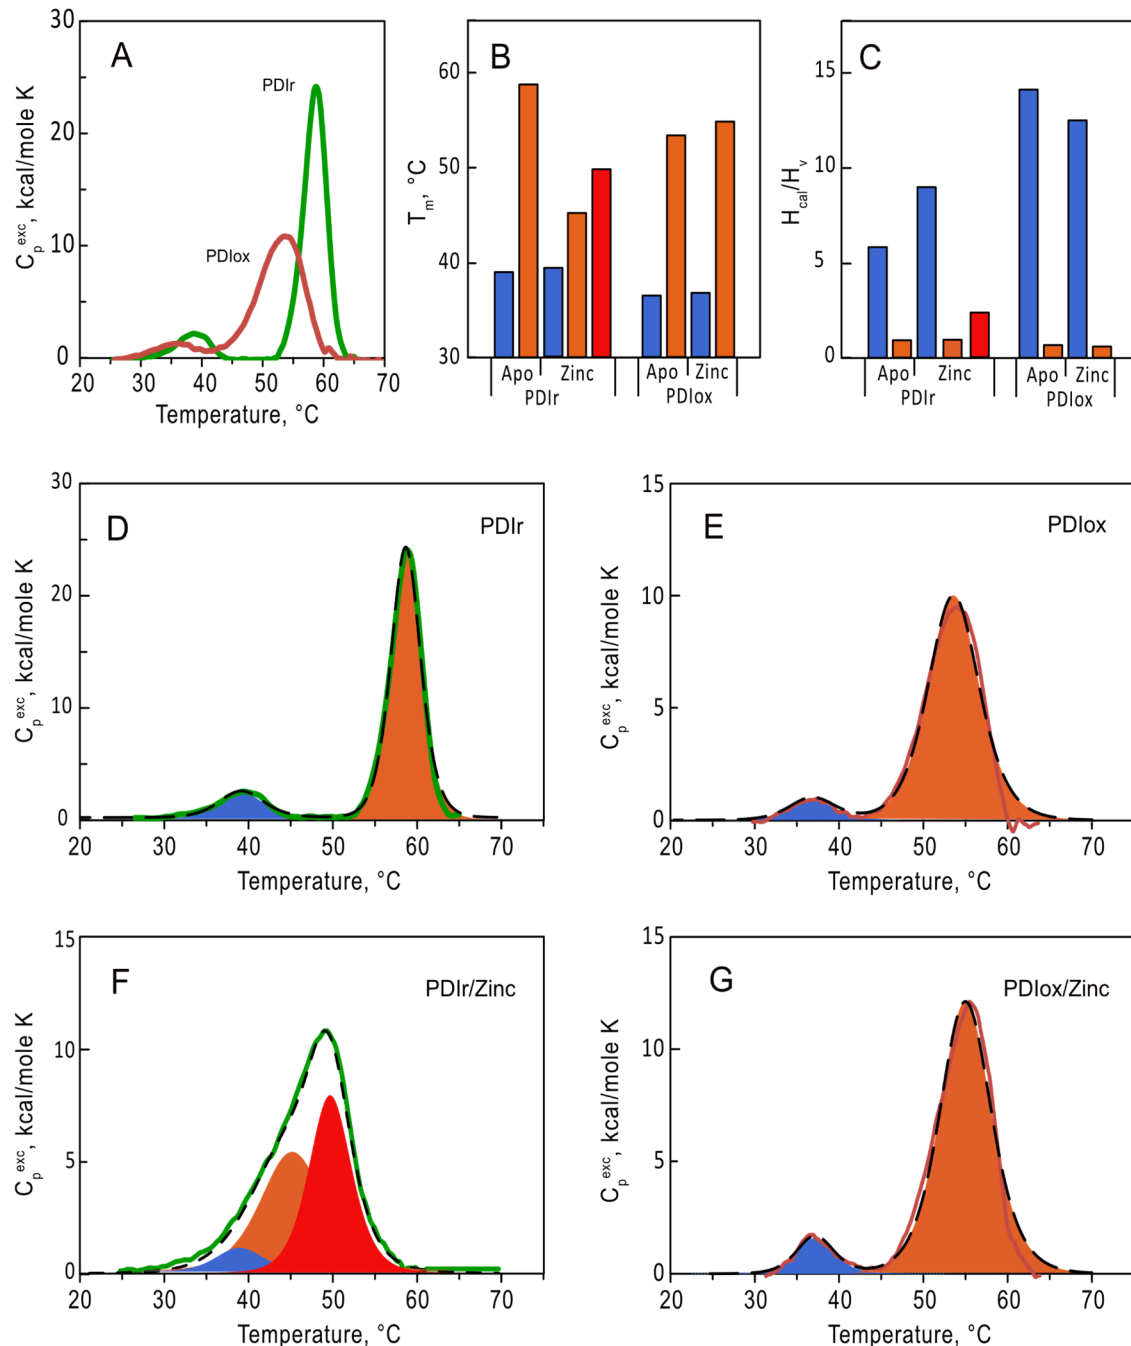 A
PDIr
PDIox
30
20
10
0
20 30 40 50 60 70
Temperature, °C
C_p^exc, kcal/mole K
B
60
50
40
30
T_m, °C
Apo Zinc Apo Zinc
PDIr PDIox
C
15
10
5
0
H_cal/H_v
Apo Zinc Apo Zinc
PDIr PDIox
D
PDIr
30
20
10
0
20 30 40 50 60 70
Temperature, °C
C_p^exc, kcal/mole K
E
PDIox
15
10
5
0
20 30 40 50 60 70
Temperature, °C
C_p^exc, kcal/mole K
F
PDIr/Zinc
15
10
5
0
20 30 40 50 60 70
Temperature, °C
C_p^exc, kcal/mole K
G
PDIox/Zinc
15
10
5
0
20 30 40 50 60 70
Temperature, °C
C_p^exc, kcal/mole K